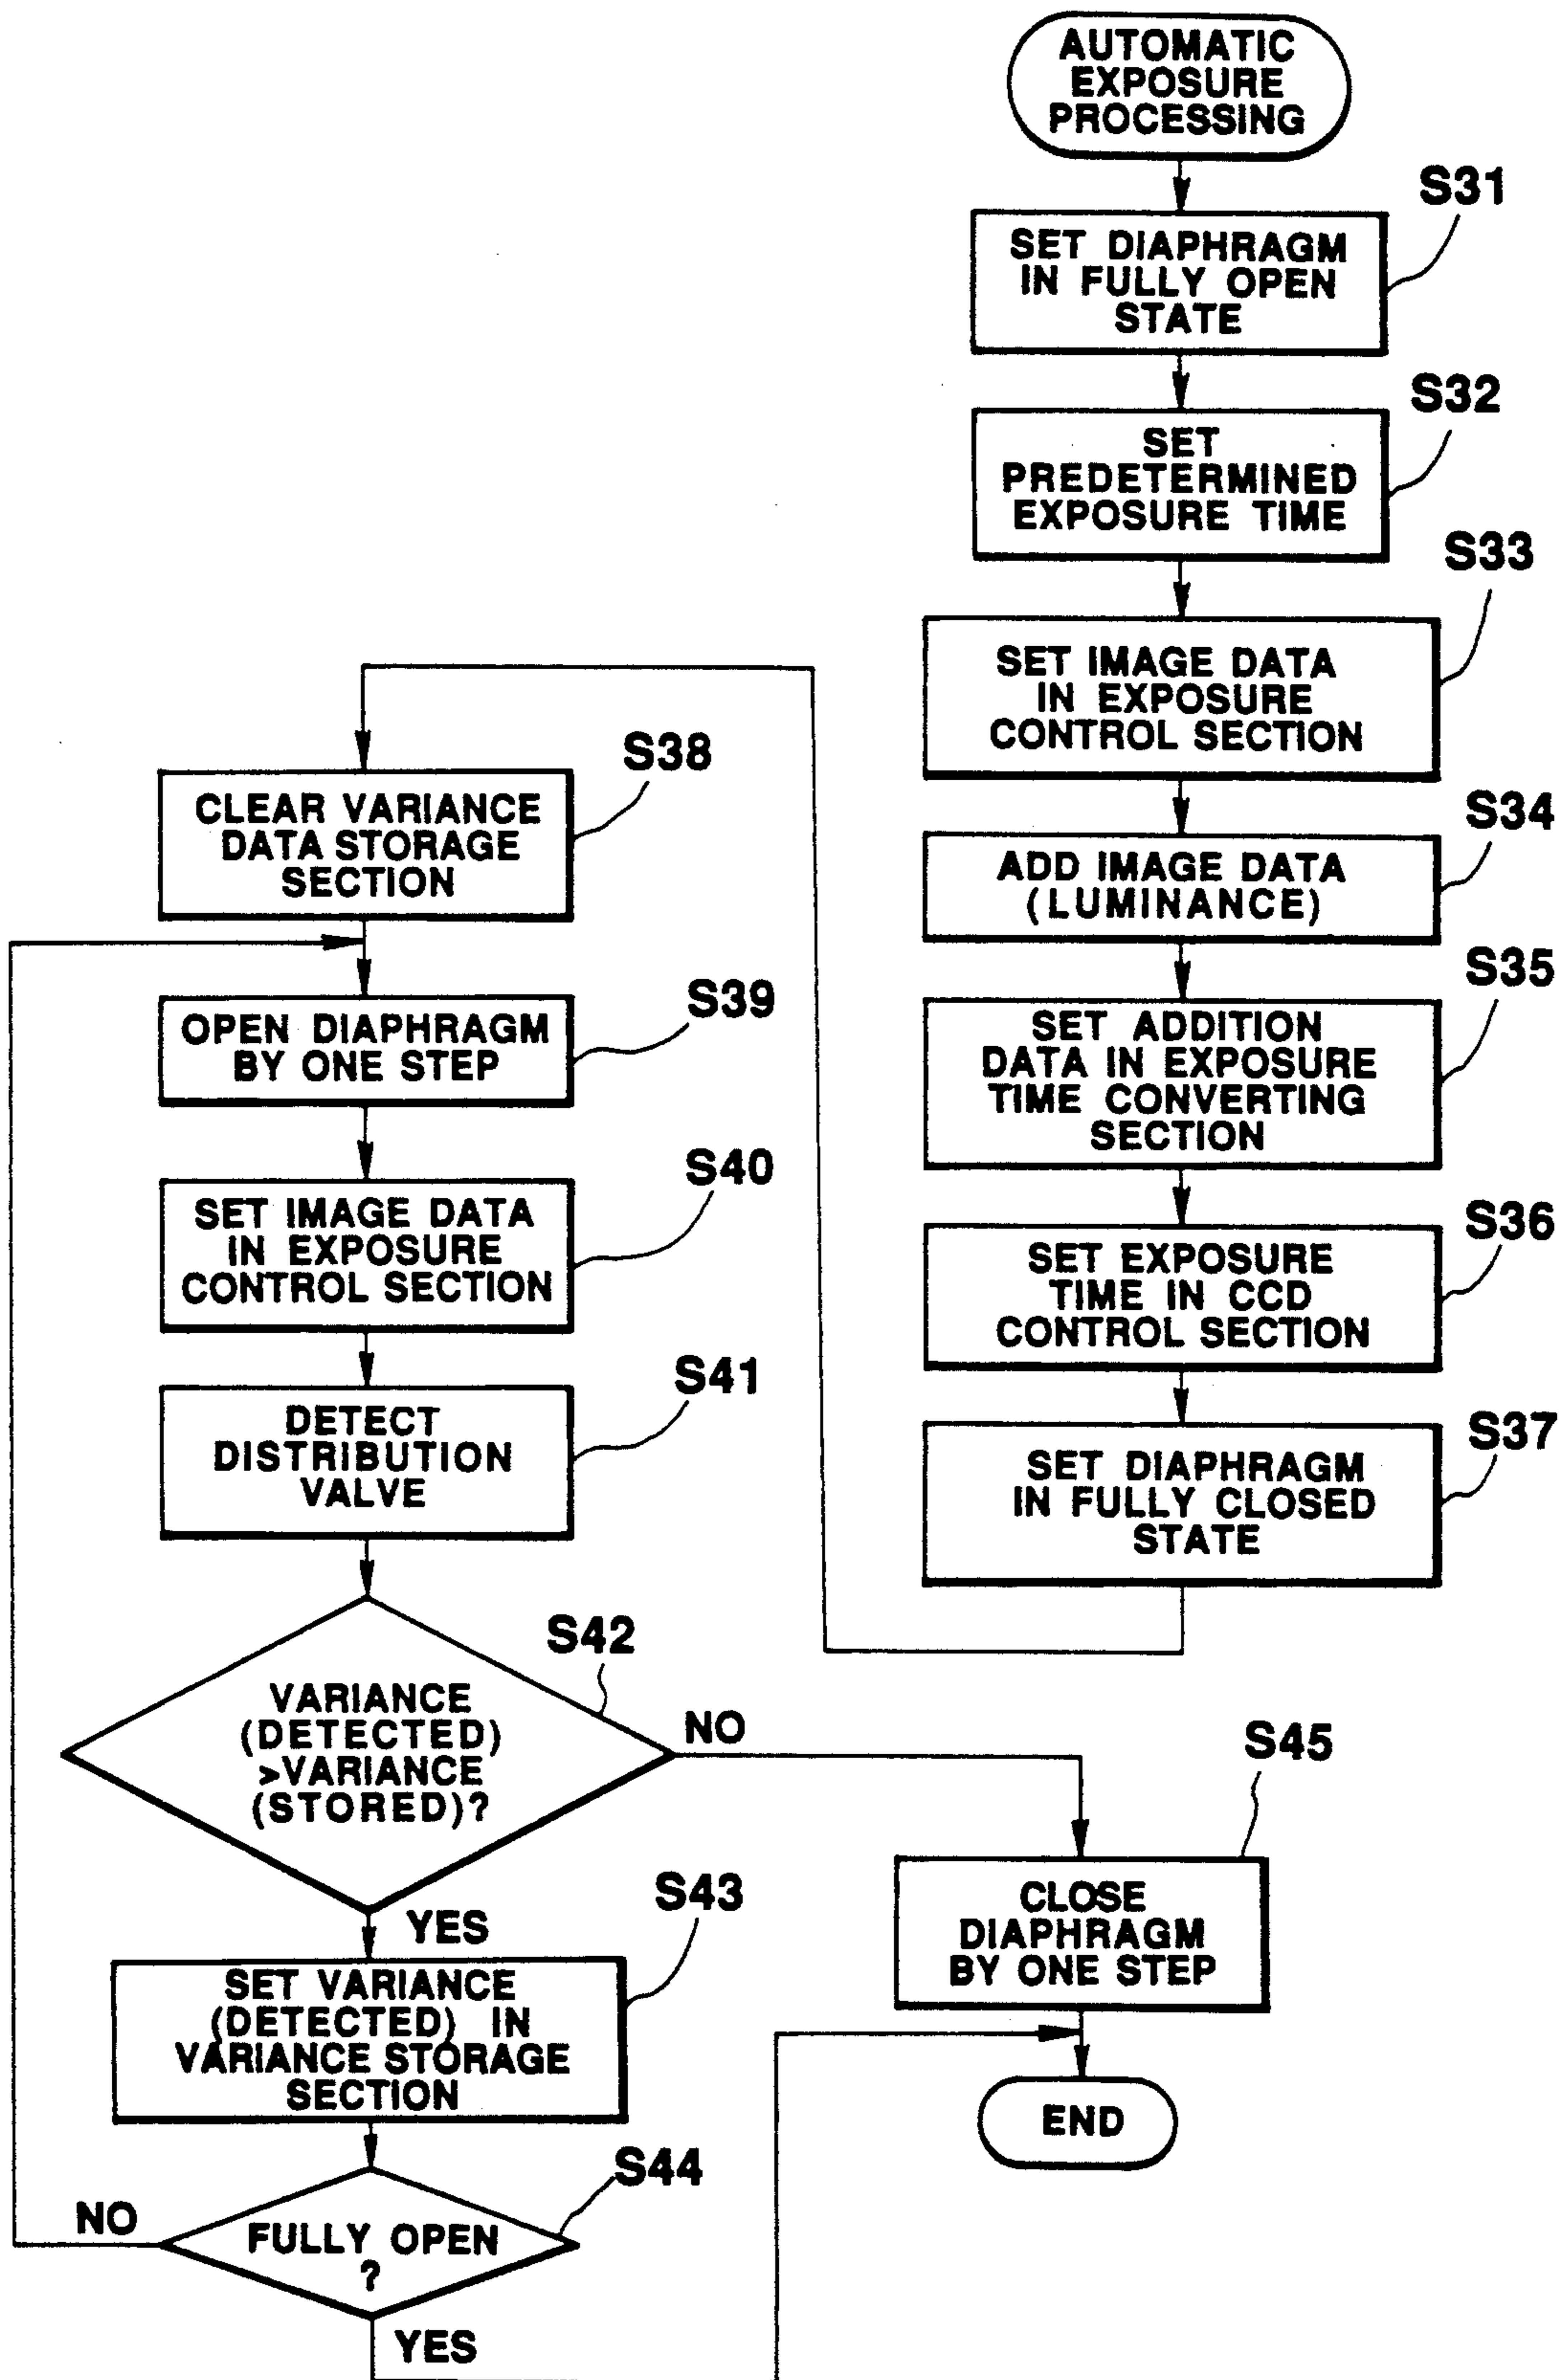 AUTOMATIC
EXPOSURE
PROCESSING
S31
SET DIAPHRAGM
IN FULLY OPEN
STATE
S32
SET
PREDETERMINED
EXPOSURE TIME
S33
SET IMAGE DATA
IN EXPOSURE
CONTROL SECTION
S34
ADD IMAGE DATA
(LUMINANCE)
S35
SET ADDITION
DATA IN EXPOSURE
TIME CONVERTING
SECTION
S36
SET EXPOSURE
TIME IN CCD
CONTROL SECTION
S37
SET DIAPHRAGM
IN FULLY CLOSED
STATE
S38
CLEAR VARIANCE
DATA STORAGE
SECTION
S39
OPEN DIAPHRAGM
BY ONE STEP
S40
SET IMAGE DATA
IN EXPOSURE
CONTROL SECTION
S41
DETECT
DISTRIBUTION
VALVE
S42
VARIANCE
(DETECTED)
>VARIANCE
(STORED)?
NO
YES
S43
SET VARIANCE
(DETECTED) IN
VARIANCE STORAGE
SECTION
S44
FULLY OPEN
?
NO
YES
S45
CLOSE
DIAPHRAGM
BY ONE STEP
END